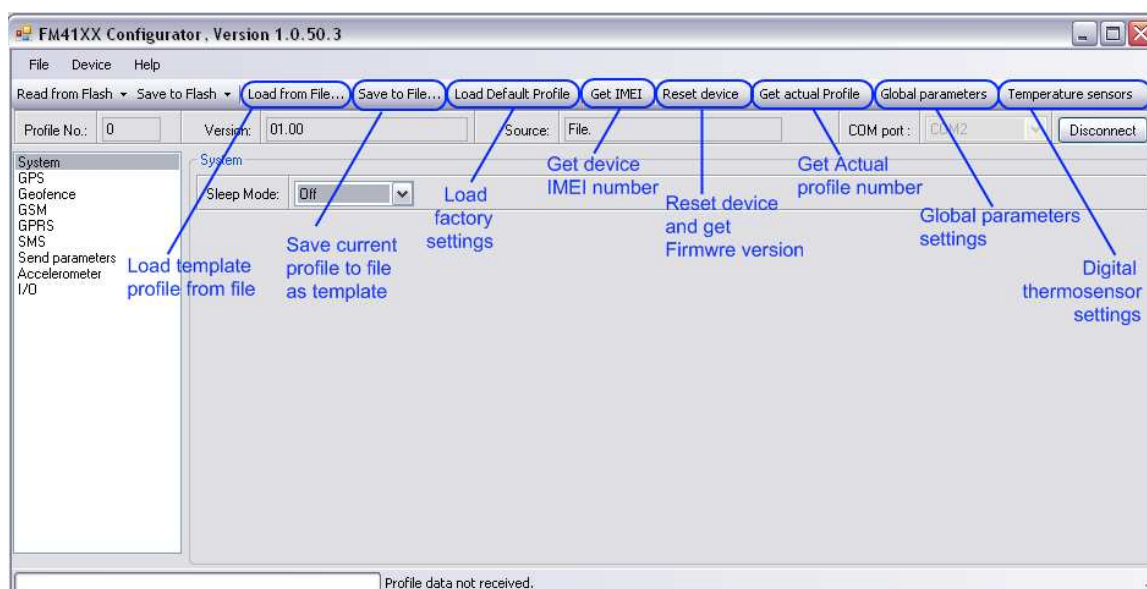 FM41XX Configurator, Version 1.0.50.3
File Device Help
Read from Flash Save to Flash Load from File... Save to File... Load Default Profile Get IMEI Reset device Get actual Profile Global parameters Temperature sensors
Profile No.: 0 Version: 01.00 Source: File. COM port: COM2 Disconnect
System
GPS
Geofence
GSM
GPRS
SMS
Send parameters
Accelerometer
I/O
System
Sleep Mode: Off
Load template
profile from file
Save current
profile to file
as template
Load
factory
settings
Get device
IMEI number
Reset device
and get
Firmwre version
Get Actual
profile number
Global parameters
settings
Digital
thermosensor
settings
Profile data not received.